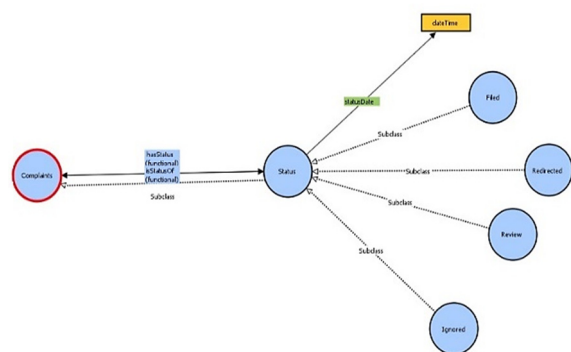 dateTime
statusDate
Filed
Subclass
hasStatus
(functional)
isStatusOf
(functional)
Complaints
Status
Subclass
Redirected
Subclass
Subclass
Review
Subclass
Ignored